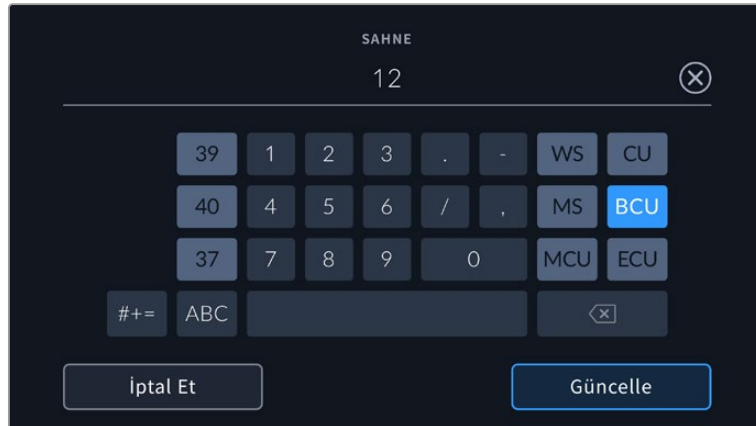 SAHNE
12
39 1 2 3 . - WS CU
40 4 5 6 / , MS BCU
37 7 8 9 0 MCU ECU
#+= ABC
İptal Et Güncelle